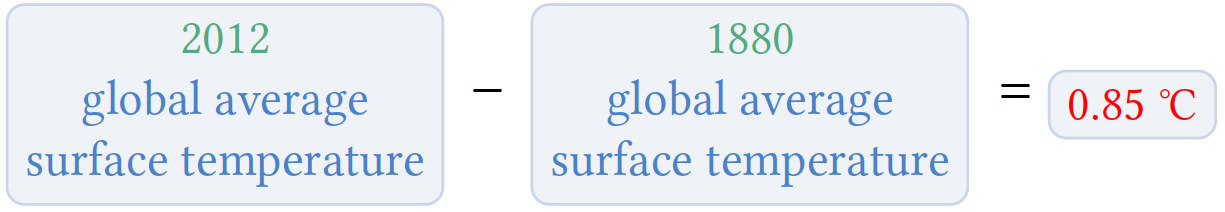 2012
global average
surface temperature
−
1880
global average
surface temperature
=
0.85 ℃